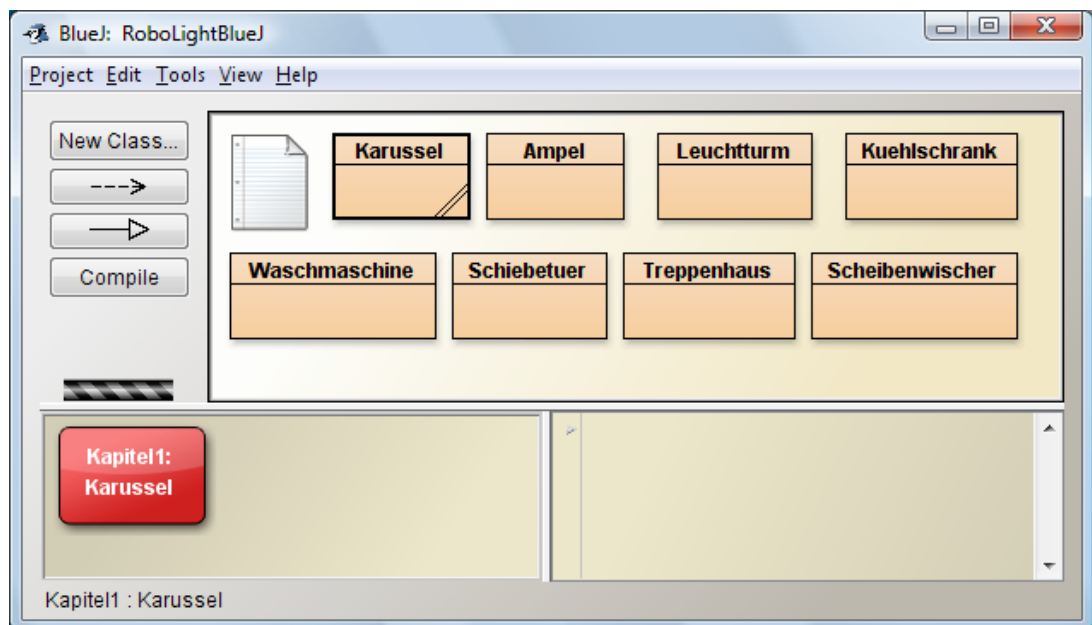 BlueJ: RoboLightBlueJ
Project Edit Tools View Help
New Class...
Compile
Karussel
Ampel
Leuchtturm
Kuehlschrank
Waschmaschine
Schiebetuer
Treppenhaus
Scheibenwischer
Kapitel1:
Karussel
Kapitel1 : Karussel